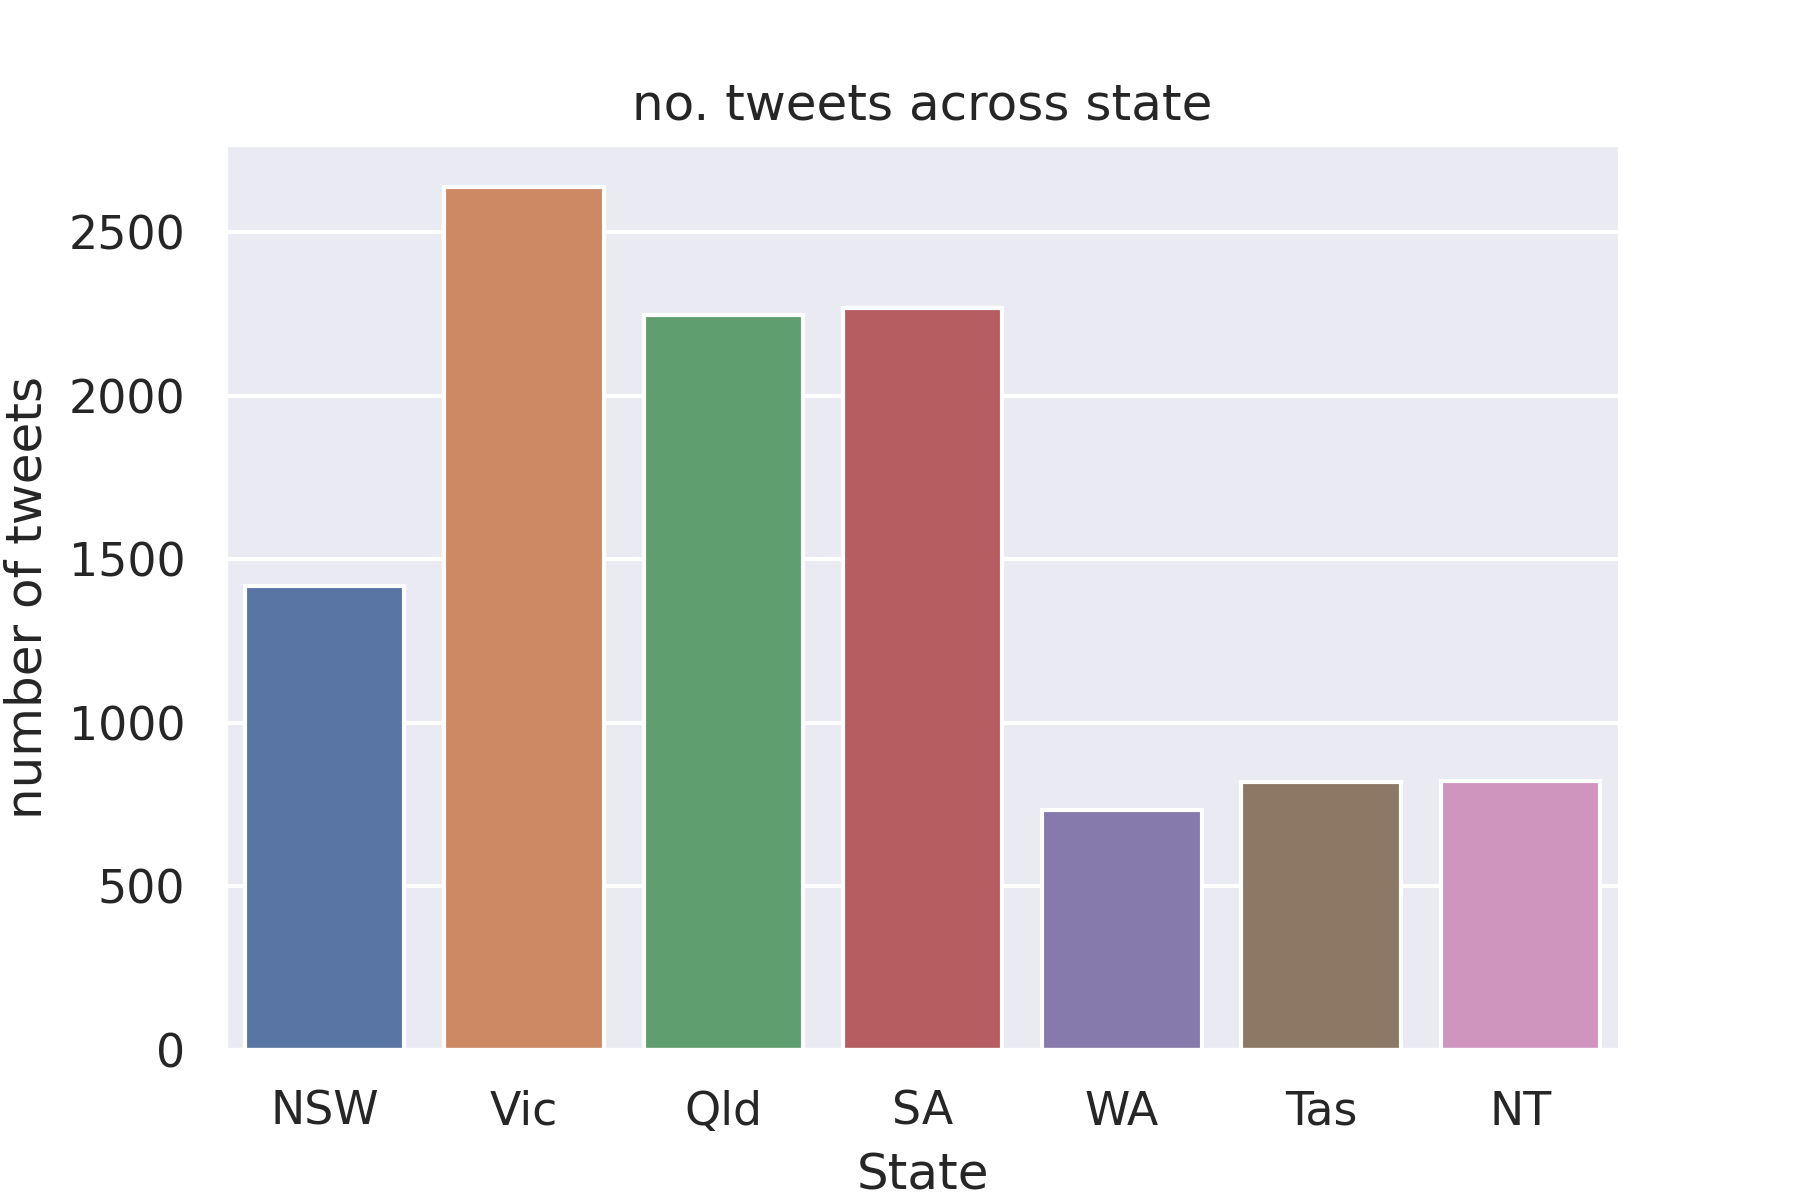 no. tweets across state
number of tweets
2500
2000
1500
1000
500
0
NSW Vic Qld SA WA Tas NT
State